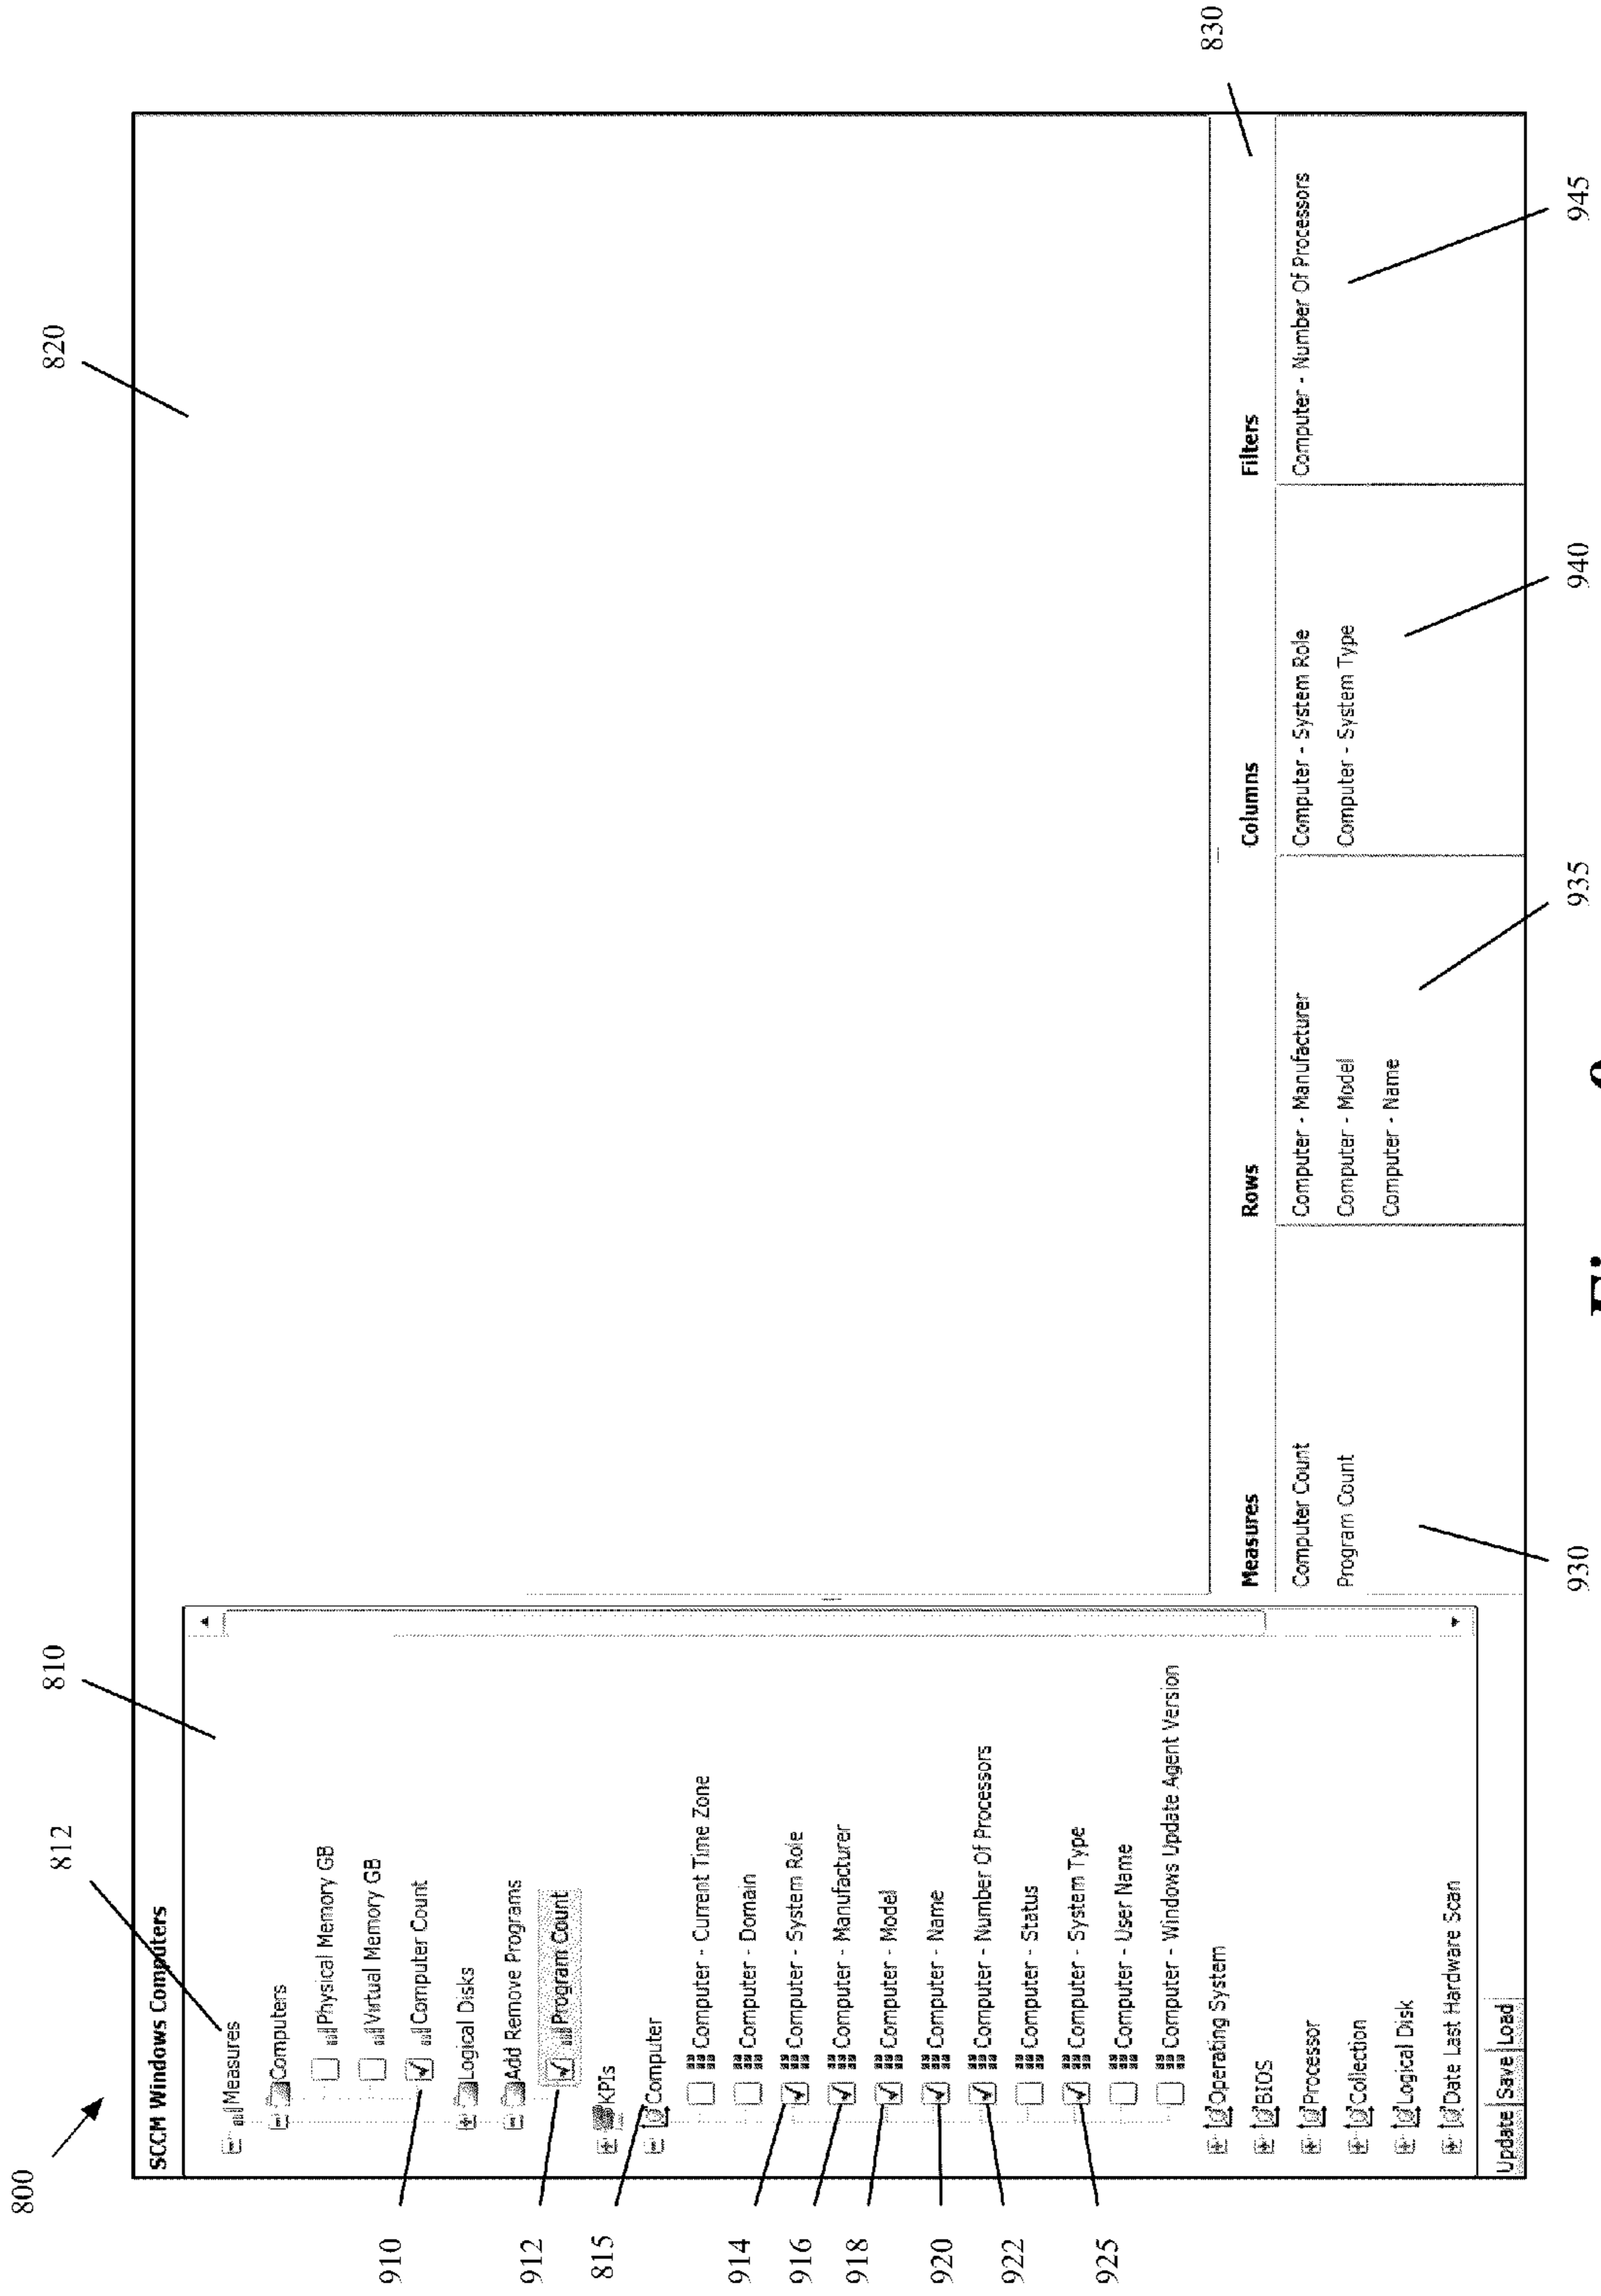 800
812
810
820
830
SCCM Windows Computers
Measures
Computers
Physical Memory GB
Virtual Memory GB
Computer Count
Logical Disks
Add Remove Programs
Program Count
KPIs
Computer
Computer - Current Time Zone
Computer - Domain
Computer - System Role
Computer - Manufacturer
Computer - Model
Computer - Name
Computer - Number Of Processors
Computer - Status
Computer - System Type
Computer - User Name
Computer - Windows Update Agent Version
Operating System
BIOS
Processor
Collection
Logical Disk
Date Last Hardware Scan
Update Save Load
910
912
815
914
916
918
920
922
925
Measures
Computer Count
Program Count
Rows
Computer - Manufacturer
Computer - Model
Computer - Name
Columns
Computer - System Role
Computer - System Type
Filters
Computer - Number Of Processors
930
935
940
945